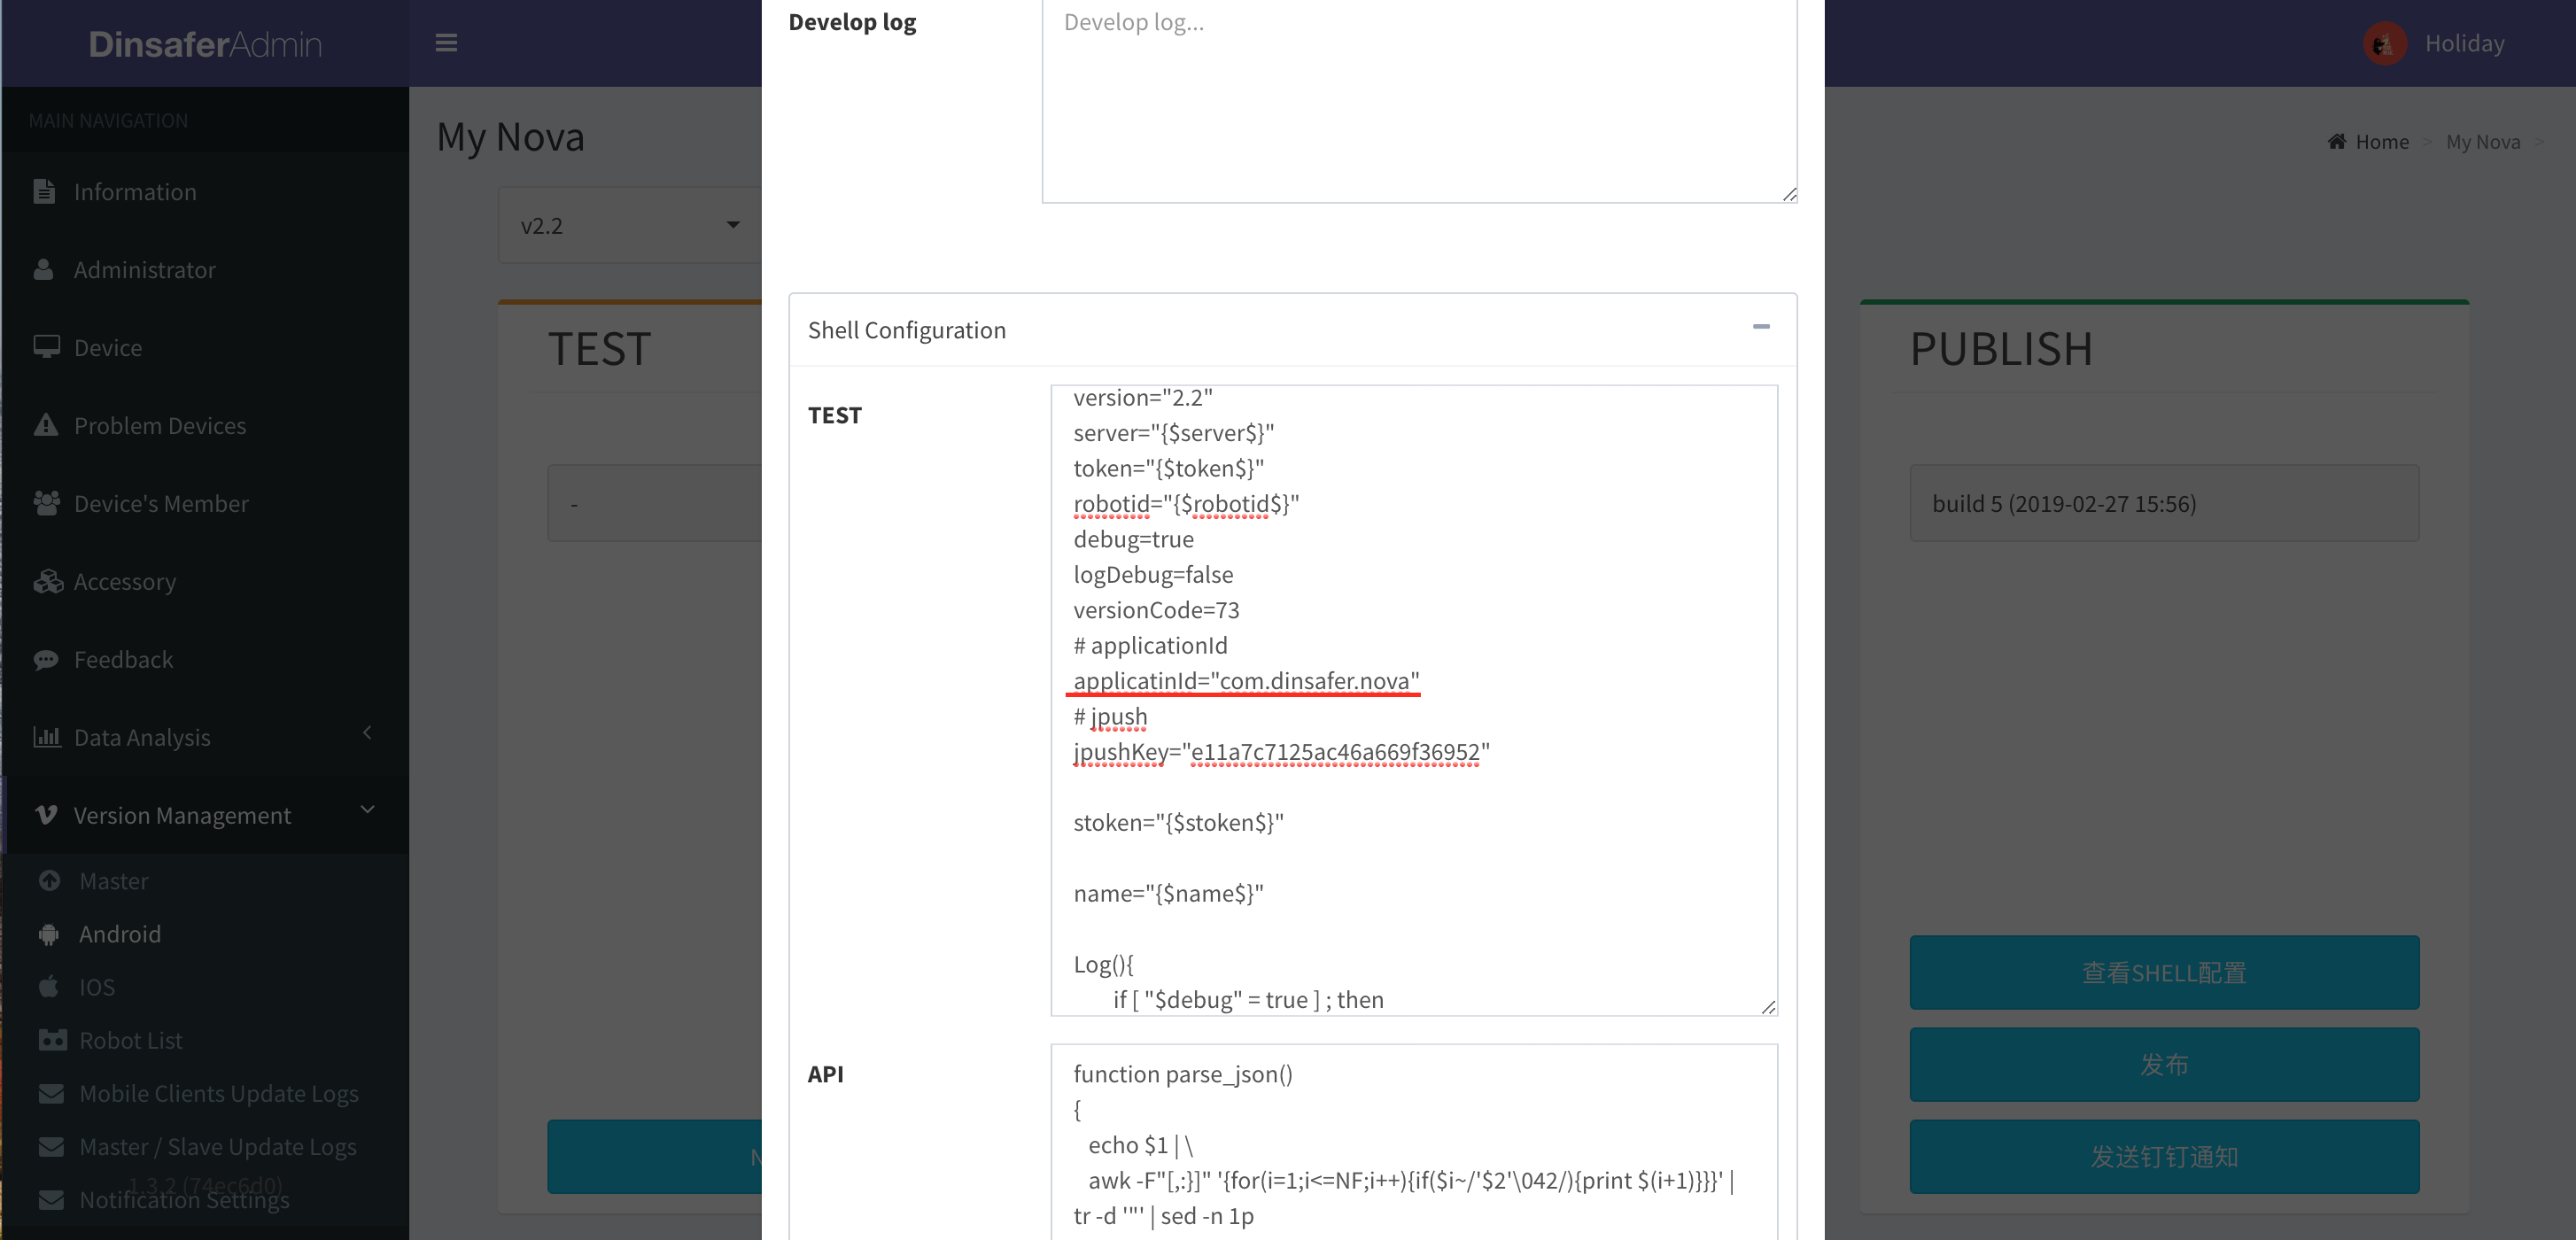 DinsaferAdmin
Holiday
MAIN NAVIGATION
Information
Administrator
Device
Problem Devices
Device's Member
Accessory
Feedback
Data Analysis
Version Management
Master
Android
IOS
Robot List
Mobile Clients Update Logs
Master / Slave Update Logs
1.3.2 (74ec6d0)
Notification Settings
My Nova
Home > My Nova >
v2.2
TEST
-
N
Develop log
Develop log...
Shell Configuration
TEST
version="2.2"
server="{$server$}"
token="{$token$}"
robotid="{$robotid$}"
debug=true
logDebug=false
versionCode=73
# applicationId
applicatinId="com.dinsafer.nova"
# jpush
jpushKey="e11a7c7125ac46a669f36952"
stoken="{$stoken$}"
name="{$name$}"
Log(){
if [ "$debug" = true ] ; then
API
function parse_json()
{
echo $1 | \
awk -F"[,:}]" '{for(i=1;i<=NF;i++){if($i~/'$2'\042/){print $(i+1)}}}' |
tr -d '"' | sed -n 1p
PUBLISH
build 5 (2019-02-27 15:56)
查看SHELL配置
发布
发送钉钉通知